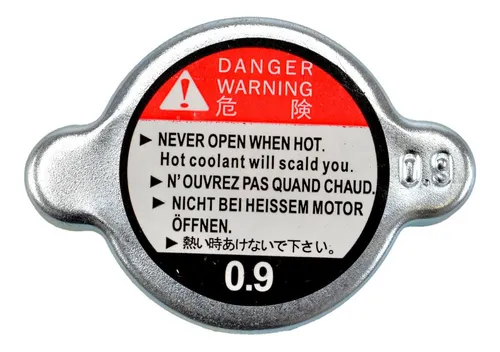 DANGER
WARNING
危 険
▶ NEVER OPEN WHEN HOT.
Hot coolant will scald you.
▶ N'OUVREZ PAS QUAND CHAUD.
▶ NICHT BEI HEISSEM MOTOR
ÖFFNEN.
▶ 熱い時あけないで下さい。
0.9
0.9